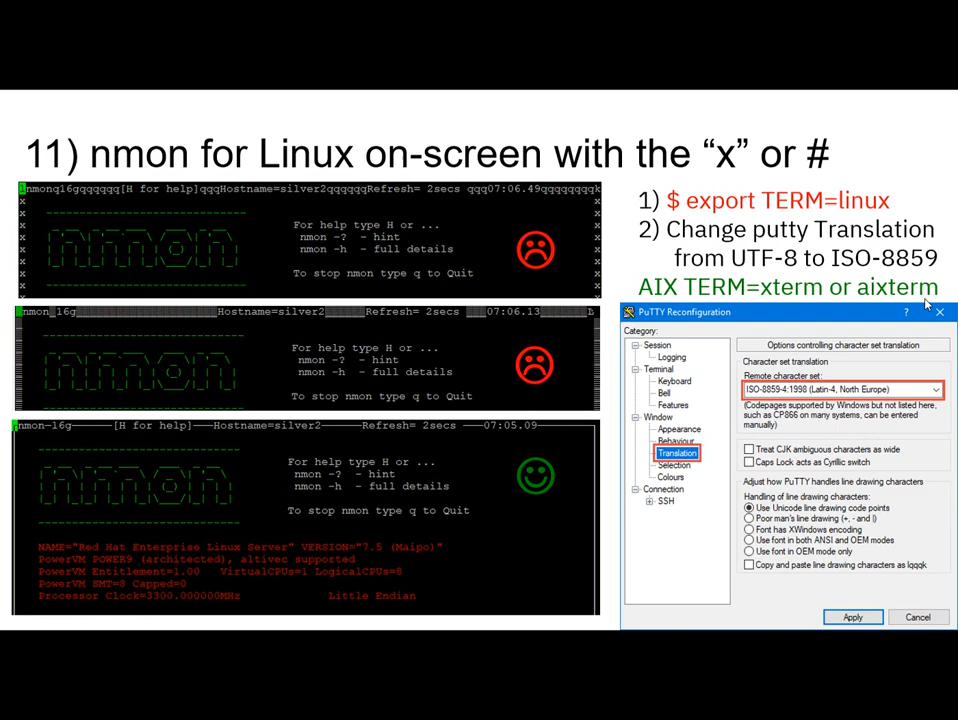 11) nmon for Linux on-screen with the “x” or #
nmonq16gqqqqqq[H for help]qqqHostname=silver2qqqqqqRefresh= 2secs qqq07:06.49qqqqqqqqqk
For help type H or ...
nmon -? - hint
nmon -h - full details
To stop nmon type q to Quit
nmon 16g Hostname=silver2 Refresh= 2secs 07:06.13
For help type H or ...
nmon -? - hint
nmon -h - full details
To stop nmon type q to Quit
nmon─16g [H for help] Hostname=silver2 Refresh= 2secs 07:05.09
For help type H or ...
nmon -? - hint
nmon -h - full details
To stop nmon type q to Quit
NAME="Red Hat Enterprise Linux Server" VERSION="7.5 (Maipo)"
PowerVM POWER9 (architected), altivec supported
PowerVM Entitlement=1.00 VirtualCPUs=1 LogicalCPUs=8
PowerVM SMT=8 Capped=0
Processor Clock=3300.000000MHz Little Endian
1) $ export TERM=linux
2) Change putty Translation
from UTF-8 to ISO-8859
AIX TERM=xterm or aixterm
PuTTY Reconfiguration
Category:
Session
Logging
Terminal
Keyboard
Bell
Features
Window
Appearance
Behaviour
Translation
Selection
Colours
Connection
SSH
Options controlling character set translation
Character set translation
Remote character set:
ISO-8859-4:1998 (Latin-4, North Europe)
(Codepages supported by Windows but not listed here,
such as CP866 on many systems, can be entered
manually)
Treat CJK ambiguous characters as wide
Caps Lock acts as Cyrillic switch
Adjust how PuTTY handles line drawing characters
Handling of line drawing characters:
Use Unicode line drawing code points
Poor man's line drawing (+, - and |)
Font has XWindows encoding
Use font in both ANSI and OEM modes
Use font in OEM mode only
Copy and paste line drawing characters as lqqqk
Apply
Cancel